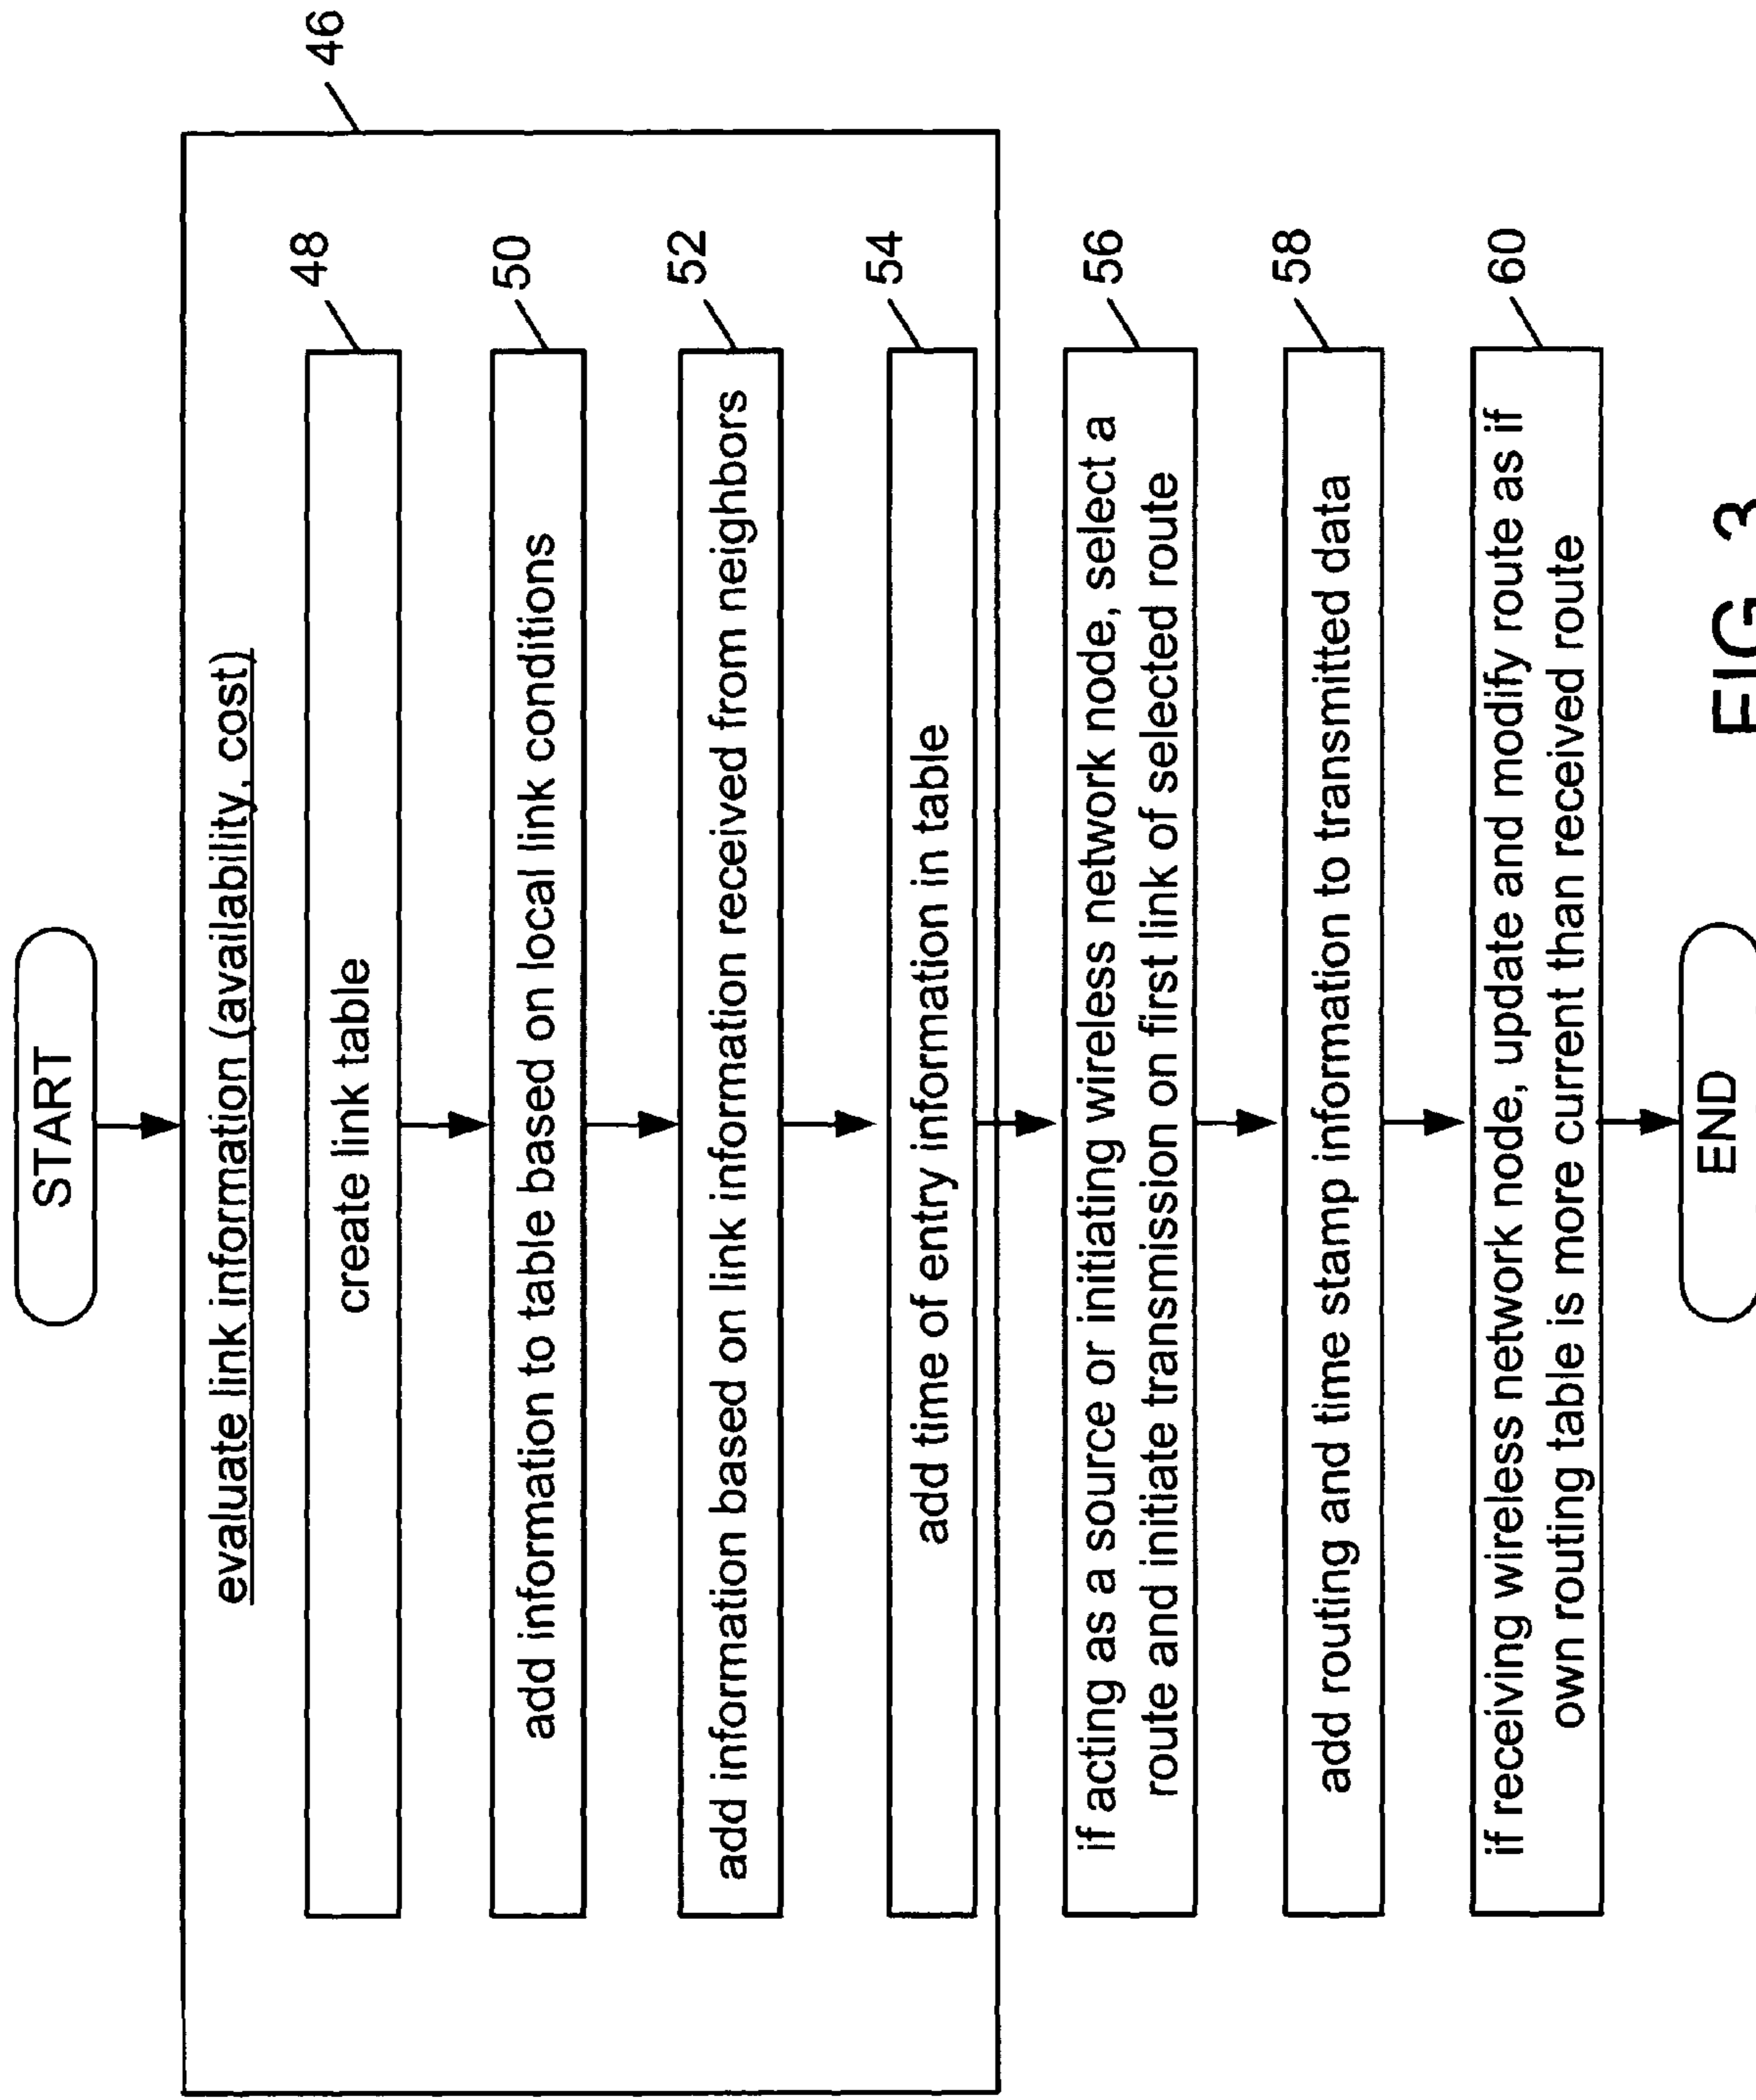 START
46
evaluate link information (availability, cost)
48
create link table
50
add information to table based on local link conditions
52
add information based on link information received from neighbors
54
add time of entry information in table
56
if acting as a source or initiating wireless network node, select a
route and initiate transmission on first link of selected route
58
add routing and time stamp information to transmitted data
60
if receiving wireless network node, update and modify route as if
own routing table is more current than received route
END
FIG 3